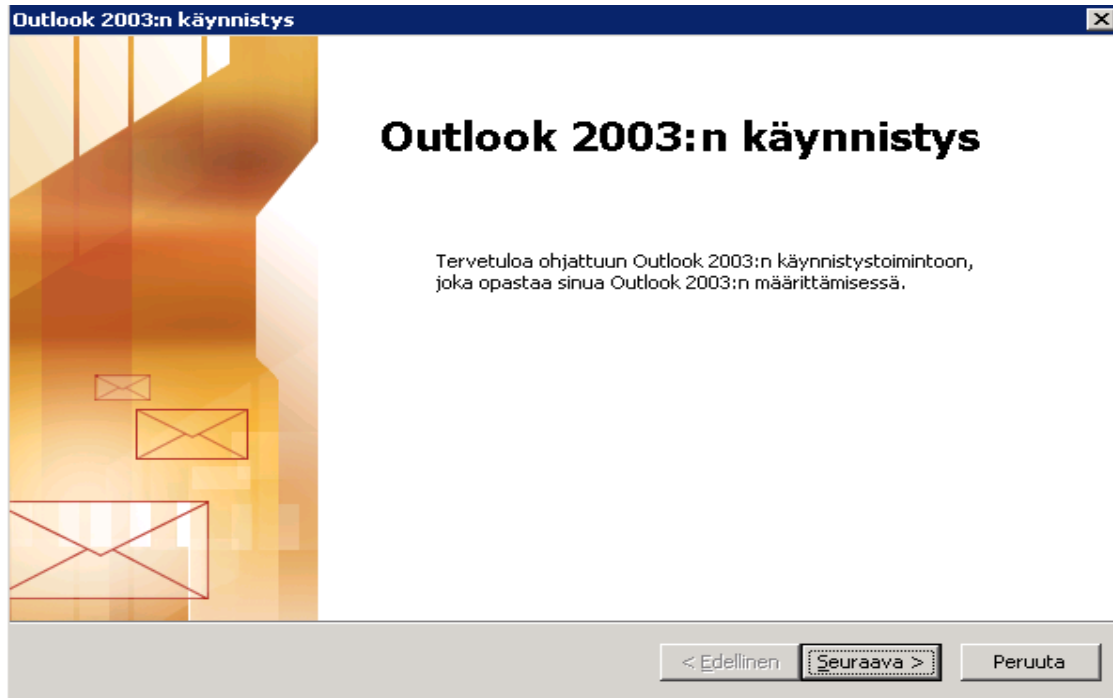 Outlook 2003:n käynnistys
Outlook 2003:n käynnistys
Tervetuloa ohjattuun Outlook 2003:n käynnistystoimintoon,
joka opastaa sinua Outlook 2003:n määrittämisessä.
< Edellinen Seuraava > Peruuta